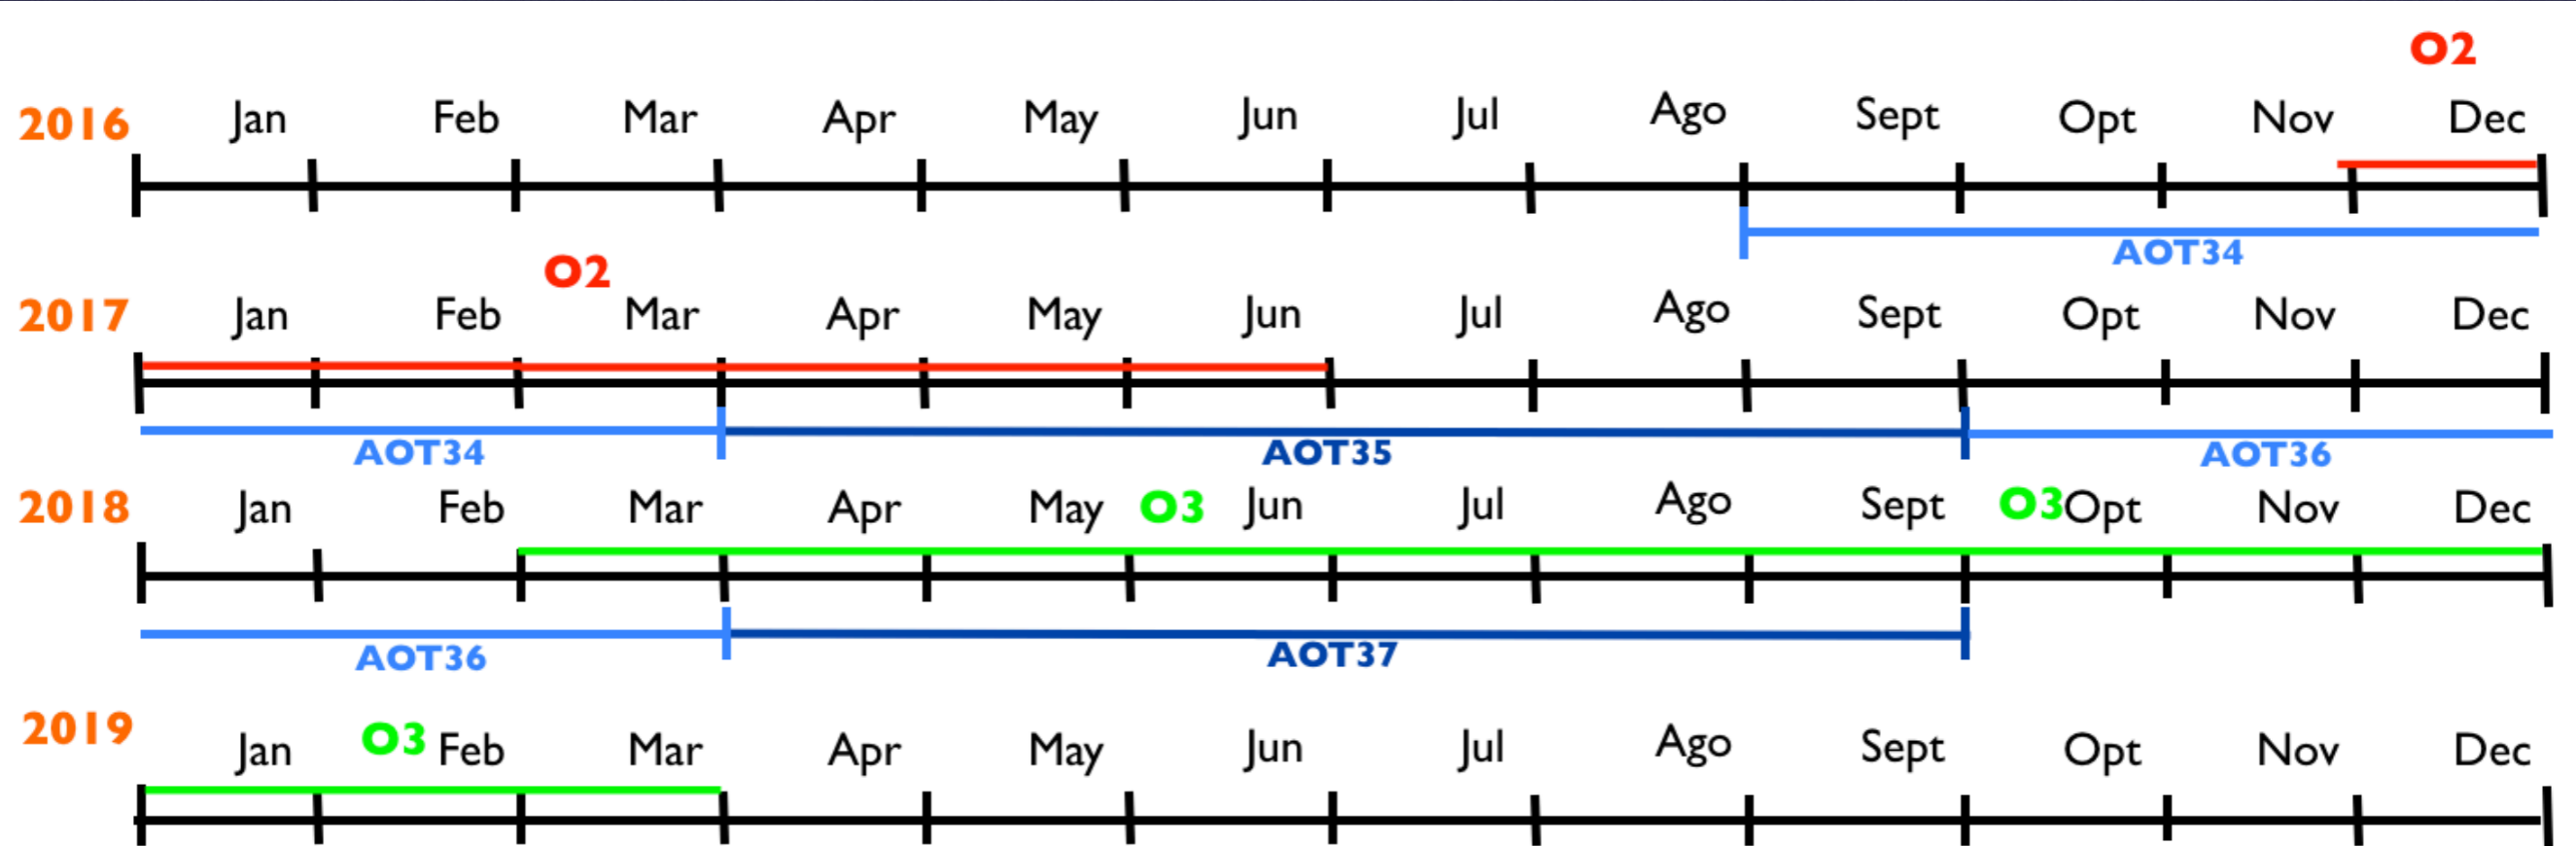 O2
2016 Jan Feb Mar Apr May Jun Jul Ago Sept Opt Nov Dec
AOT34
O2
2017 Jan Feb Mar Apr May Jun Jul Ago Sept Opt Nov Dec
AOT34 AOT35 AOT36
2018 Jan Feb Mar Apr May O3 Jun Jul Ago Sept O3 Opt Nov Dec
AOT36 AOT37
2019 Jan O3 Feb Mar Apr May Jun Jul Ago Sept Opt Nov Dec